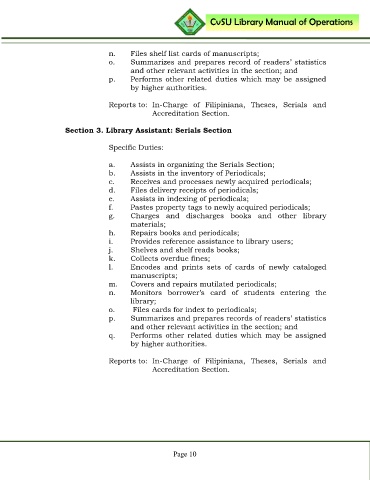 CvSU Library Manual of Operations
n. Files shelf list cards of manuscripts;
o. Summarizes and prepares record of readers' statistics
and other relevant activities in the section; and
p. Performs other related duties which may be assigned
by higher authorities.
Reports to: In-Charge of Filipiniana, Theses, Serials and
Accreditation Section.
Section 3. Library Assistant: Serials Section
Specific Duties:
a. Assists in organizing the Serials Section;
b. Assists in the inventory of Periodicals;
c. Receives and processes newly acquired periodicals;
d. Files delivery receipts of periodicals;
e. Assists in indexing of periodicals;
f. Pastes property tags to newly acquired periodicals;
g. Charges and discharges books and other library
materials;
h. Repairs books and periodicals;
i. Provides reference assistance to library users;
j. Shelves and shelf reads books;
k. Collects overdue fines;
l. Encodes and prints sets of cards of newly cataloged
manuscripts;
m. Covers and repairs mutilated periodicals;
n. Monitors borrower's card of students entering the
library;
o. Files cards for index to periodicals;
p. Summarizes and prepares records of readers' statistics
and other relevant activities in the section; and
q. Performs other related duties which may be assigned
by higher authorities.
Reports to: In-Charge of Filipiniana, Theses, Serials and
Accreditation Section.
Page 10